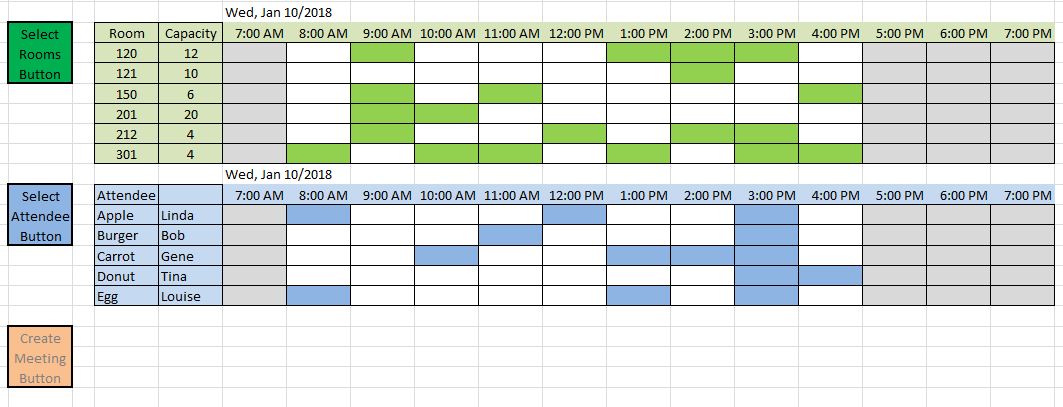 Wed, Jan 10/2018
Select Rooms Button
Room Capacity 7:00 AM 8:00 AM 9:00 AM 10:00 AM 11:00 AM 12:00 PM 1:00 PM 2:00 PM 3:00 PM 4:00 PM 5:00 PM 6:00 PM 7:00 PM
120 12
121 10
150 6
201 20
212 4
301 4
Wed, Jan 10/2018
Select Attendee Button
Attendee 7:00 AM 8:00 AM 9:00 AM 10:00 AM 11:00 AM 12:00 PM 1:00 PM 2:00 PM 3:00 PM 4:00 PM 5:00 PM 6:00 PM 7:00 PM
Apple Linda
Burger Bob
Carrot Gene
Donut Tina
Egg Louise
Create
Meeting
Button